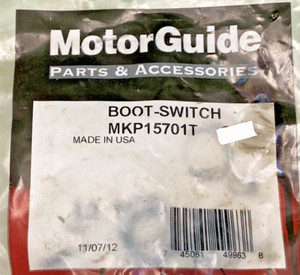 MotorGuide
PARTS & ACCESSORIES
BOOT-SWITCH
MKP15701T
MADE IN USA
11/07/12
7 45061 49963 8